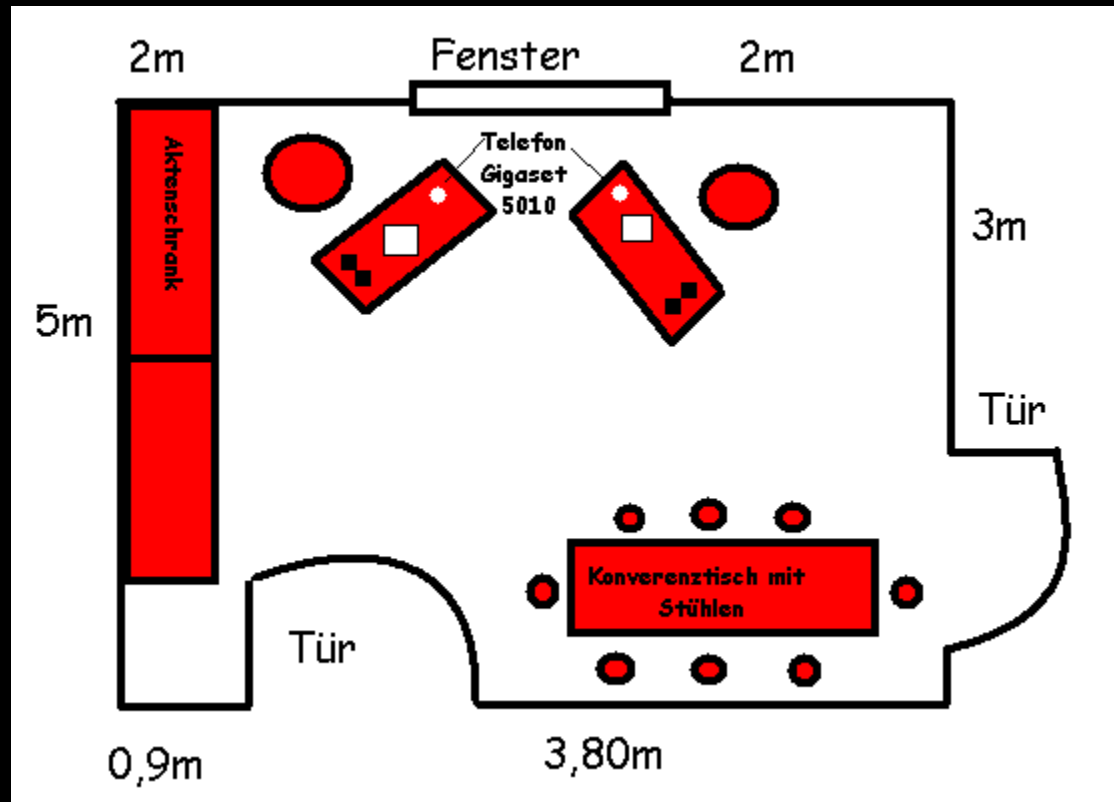 2m
Fenster
2m
Aktenschrank
Telefon
Gigaset
5010
3m
5m
Tür
Konverenztisch mit
Stühlen
Tür
0,9m
3,80m